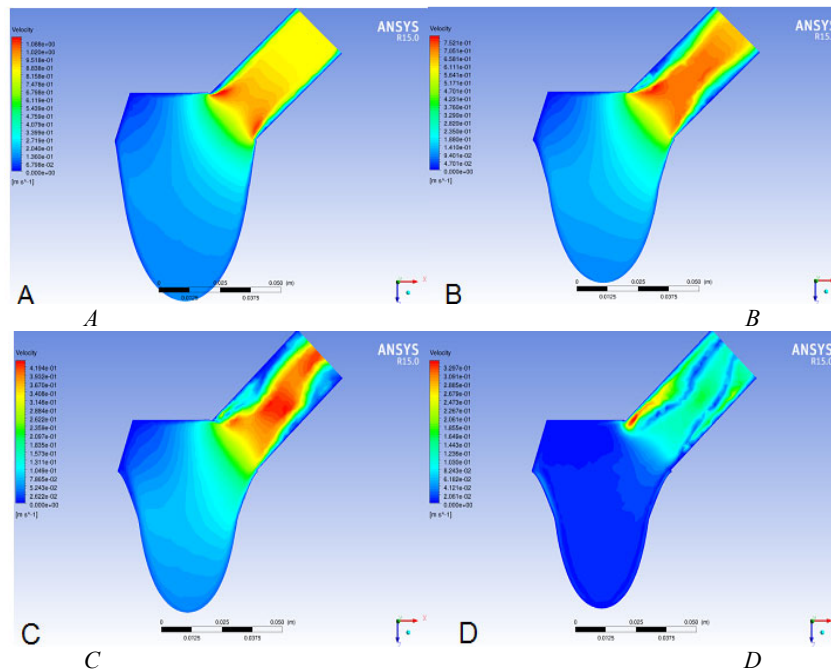 Velocity
1.088e+00
1.020e+00
9.518e-01
8.838e-01
8.158e-01
7.478e-01
6.798e-01
6.119e-01
5.439e-01
4.759e-01
4.079e-01
3.399e-01
2.719e-01
2.040e-01
1.360e-01
6.798e-02
0.000e+00
[m s^-1]
ANSYS
R15.0
0 0.025 0.050 (m)
0.0125 0.0375
A
A
Velocity
7.521e-01
7.051e-01
6.581e-01
6.111e-01
5.641e-01
5.171e-01
4.701e-01
4.231e-01
3.760e-01
3.290e-01
2.820e-01
2.350e-01
1.880e-01
1.410e-01
9.401e-02
4.701e-02
0.000e+00
[m s^-1]
ANSYS
R15.0
0 0.025 0.050 (m)
0.0125 0.0375
B
B
Velocity
4.194e-01
3.932e-01
3.670e-01
3.408e-01
3.146e-01
2.884e-01
2.622e-01
2.359e-01
2.097e-01
1.835e-01
1.573e-01
1.311e-01
1.049e-01
7.865e-02
5.243e-02
2.622e-02
0.000e+00
[m s^-1]
ANSYS
R15.0
0 0.025 0.050 (m)
0.0125 0.0375
C
C
Velocity
3.297e-01
3.091e-01
2.885e-01
2.679e-01
2.473e-01
2.267e-01
2.061e-01
1.855e-01
1.649e-01
1.443e-01
1.236e-01
1.030e-01
8.243e-02
6.182e-02
4.121e-02
2.061e-02
0.000e+00
[m s^-1]
ANSYS
R15.0
0 0.025 0.050 (m)
0.0125 0.0375
D
D